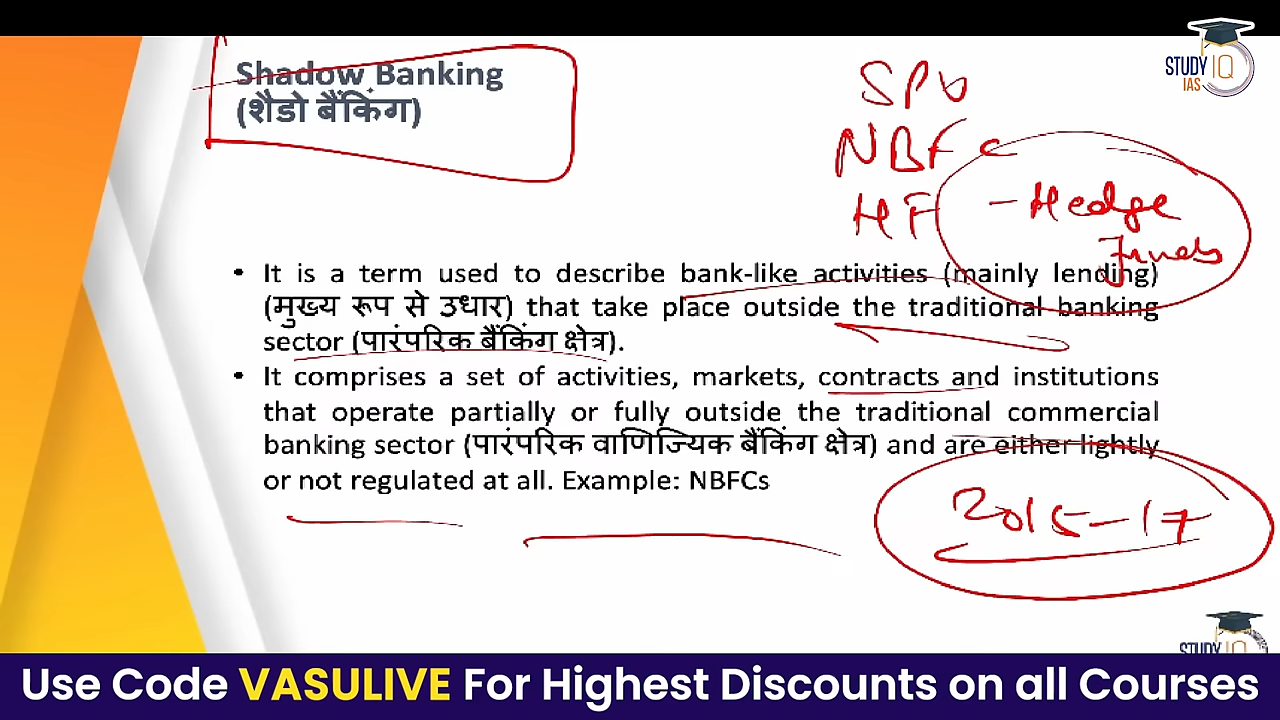 Shadow Banking
(शैडो बैंकिंग)
STUDY IQ
IAS
SPV
NBFC
HF - Hedge
Funds
• It is a term used to describe bank-like activities (mainly lending)
(मुख्य रूप से उधार) that take place outside the traditional banking
sector (पारंपरिक बैंकिंग क्षेत्र).
• It comprises a set of activities, markets, contracts and institutions
that operate partially or fully outside the traditional commercial
banking sector (पारंपरिक वाणिज्यिक बैंकिंग क्षेत्र) and are either lightly
or not regulated at all. Example: NBFCs
2015-17
STUDY IQ
Use Code VASULIVE For Highest Discounts on all Courses